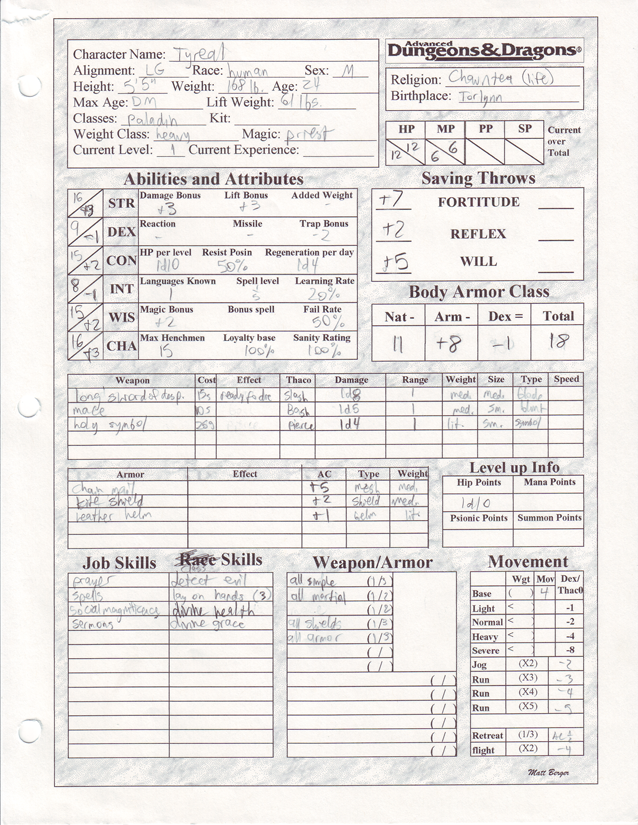 Character Name: Tyreal
Alignment: LG Race: human Sex: M
Height: 5'5" Weight: 168 lb. Age: 24
Max Age: DM Lift Weight: 61 lbs.
Classes: Paladin Kit:
Weight Class: heavy Magic: priest
Current Level: 1 Current Experience:
Advanced
Dungeons & Dragons®
Religion: Chauntea (life)
Birthplace: Torlynn
HP MP PP SP
12 12 6 6
Current over Total
Abilities and Attributes
16 +3 STR Damage Bonus +3 Lift Bonus +3 Added Weight -
9 -1 DEX Reaction - Missile - Trap Bonus -2
15 +2 CON HP per level 1d10 Resist Posin 50% Regeneration per day 1d4
8 -1 INT Languages Known 1 Spell level 5 Learning Rate 20%
15 +2 WIS Magic Bonus +2 Bonus spell Fail Rate 50%
16 +3 CHA Max Henchmen 15 Loyalty base 100% Sanity Rating 100%
Saving Throws
+7 FORTITUDE
+2 REFLEX
+5 WILL
Body Armor Class
Nat - Arm - Dex = Total
11 +8 -1 18
Weapon Cost Effect Thaco Damage Range Weight Size Type Speed
long sword of desp. 15s ready to die Slash 1d8 1 med. med. blade
mace 10s Bash 1d5 1 med. sm. blunt
holy symbol 25g Pierce 1d4 1 lit. sm. symbol
Armor Effect AC Type Weight
chain mail +5 mesh med.
kite shield +2 shield med.
leather helm +1 helm lit.
Level up Info
Hip Points Mana Points
1d10
Psionic Points Summon Points
Job Skills Race Skills
class
prayer detect evil
spells lay on hands (3)
social magnificence divine health
sermons divine grace
Weapon/Armor
all simple (1/3)
all martial (1/2)
(1/2)
all shields (1/3)
all armor (1/3)
( / )
( / )
( / )
( / )
( / )
( / )
( / )
( / )
Movement
Wgt Mov Dex/Thac0
Base ( ) 4
Light < -1
Normal < -2
Heavy < -4
Severe < -8
Jog (X2) -2
Run (X3) -3
Run (X4) -4
Run (X5) -5
Retreat (1/3)
flight (X2) -4
Matt Berger